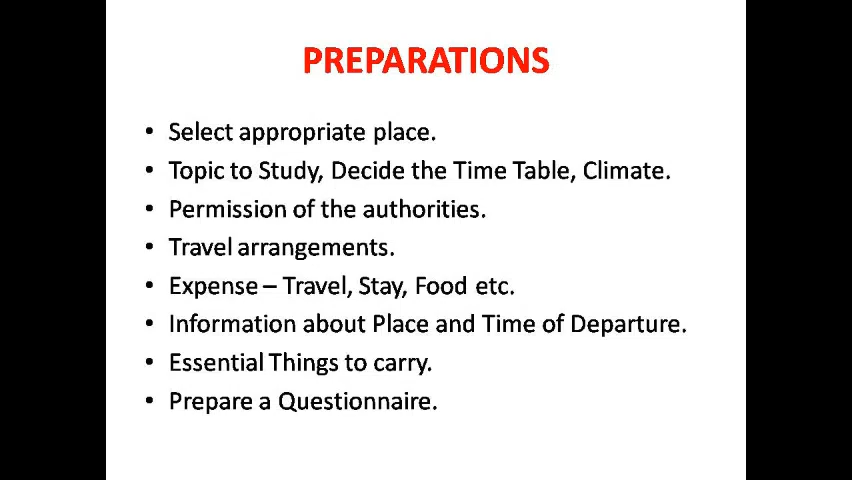 PREPARATIONS
• Select appropriate place.
• Topic to Study, Decide the Time Table, Climate.
• Permission of the authorities.
• Travel arrangements.
• Expense – Travel, Stay, Food etc.
• Information about Place and Time of Departure.
• Essential Things to carry.
• Prepare a Questionnaire.